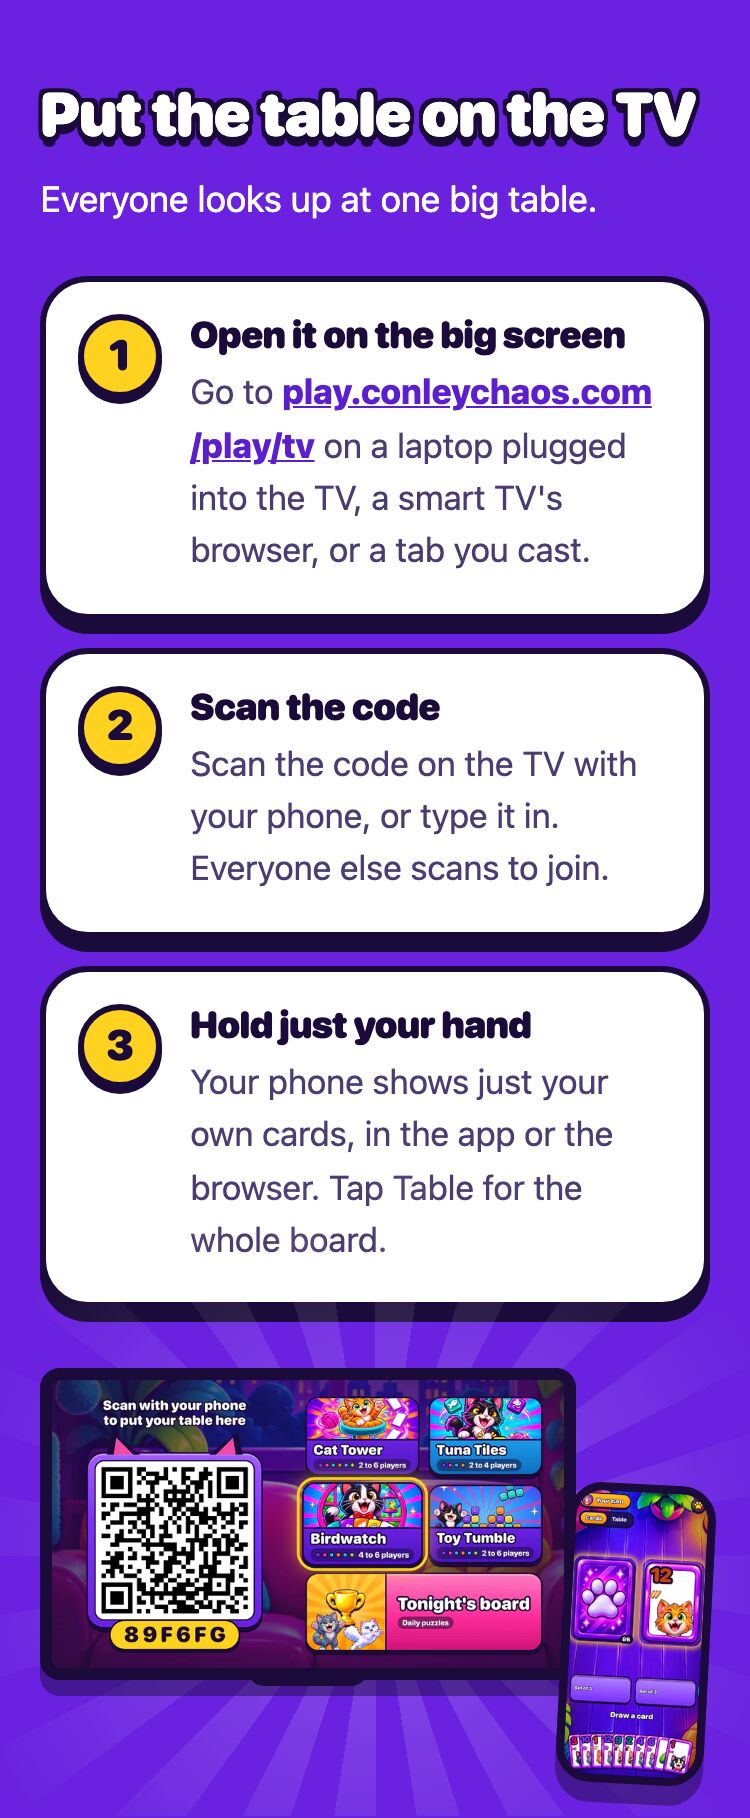 Put the table on the TV
Everyone looks up at one big table.
1
Open it on the big screen
Go to play.conleychaos.com
/play/tv on a laptop plugged
into the TV, a smart TV's
browser, or a tab you cast.
2
Scan the code
Scan the code on the TV with
your phone, or type it in.
Everyone else scans to join.
3
Hold just your hand
Your phone shows just your
own cards, in the app or the
browser. Tap Table for the
whole board.
Scan with your phone
to put your table here
89F6FG
Cat Tower
2 to 6 players
Tuna Tiles
2 to 4 players
Birdwatch
4 to 6 players
Toy Tumble
2 to 6 players
Tonight's board
Daily puzzles
Your turn
Cards Table
12
86
Set of 3
Draw a card